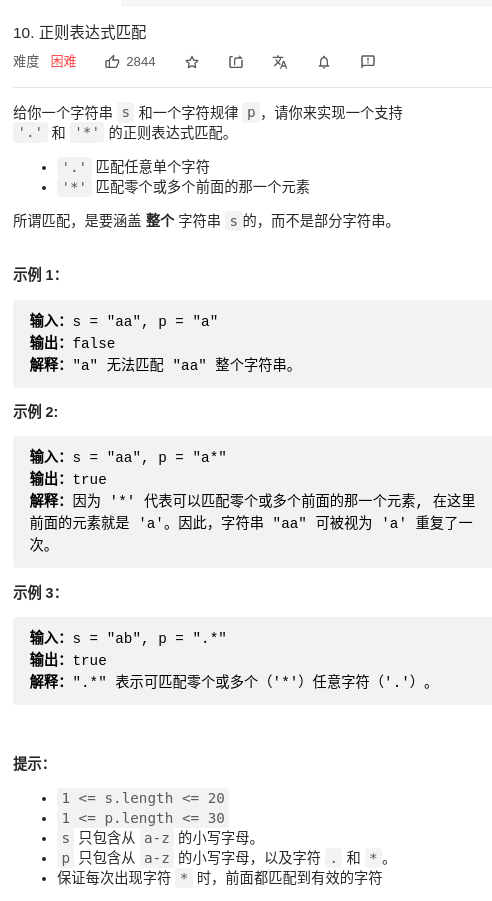 10. 正则表达式匹配
难度 困难 2844
给你一个字符串 s 和一个字符规律 p，请你来实现一个支持
'.' 和 '*' 的正则表达式匹配。
• '.' 匹配任意单个字符
• '*' 匹配零个或多个前面的那一个元素
所谓匹配，是要涵盖 整个 字符串 s的，而不是部分字符串。
示例 1：
输入：s = "aa", p = "a"
输出：false
解释："a" 无法匹配 "aa" 整个字符串。
示例 2:
输入：s = "aa", p = "a*"
输出：true
解释：因为 '*' 代表可以匹配零个或多个前面的那一个元素, 在这里
前面的元素就是 'a'。因此，字符串 "aa" 可被视为 'a' 重复了一
次。
示例 3：
输入：s = "ab", p = ".*"
输出：true
解释：".*" 表示可匹配零个或多个（'*'）任意字符（'.'）。
提示：
• 1 <= s.length <= 20
• 1 <= p.length <= 30
• s 只包含从 a-z 的小写字母。
• p 只包含从 a-z 的小写字母，以及字符 . 和 *。
• 保证每次出现字符 * 时，前面都匹配到有效的字符